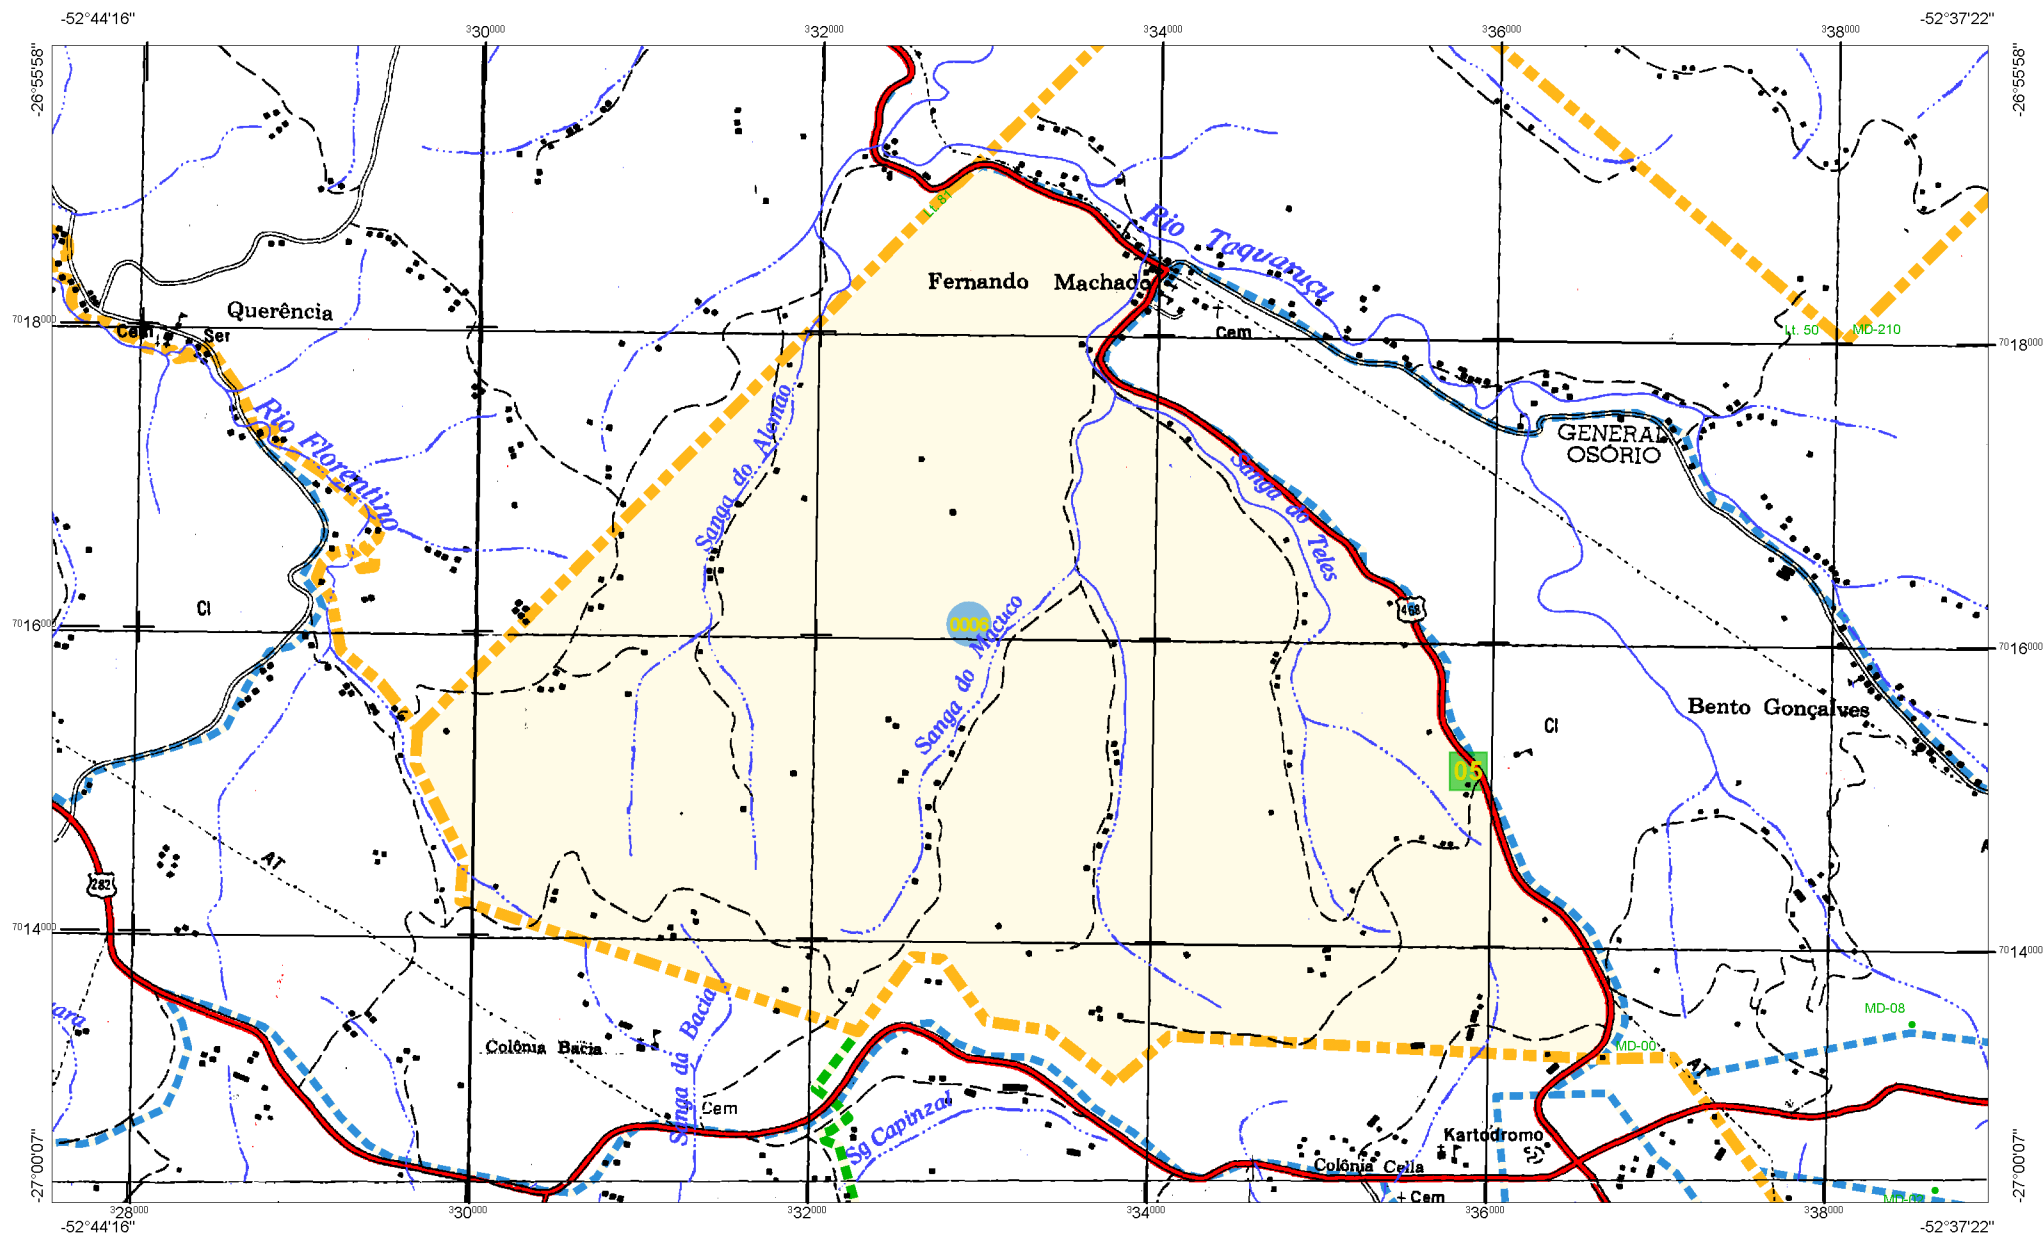 -52°44'16"
-52°37'22"
330000
332000
334000
336000
338000
-26°55'58"
-26°55'58"
Lt. 81
Rio Taquaruçu
Fernando Machado
Querência
Cem
Ser
Cem
7018000
7018000
Lt. 50
MD-210
Rio Florentino
Sanga do Alemão
GENERAL
OSÓRIO
Sanga do Teles
CI
0006
468
7016000
7016000
Sanga do Macuco
Bento Gonçalves
CI
05
AT
282
7014000
7014000
Sanga da Bacia
MD-08
MD-00
Colônia Bacia
AT
Cem
Sg Capinzal
Kartódromo
Colônia Cella
Cem
-27°00'07"
-27°00'07"
328000
330000
332000
334000
336000
338000
-52°44'16"
-52°37'22"